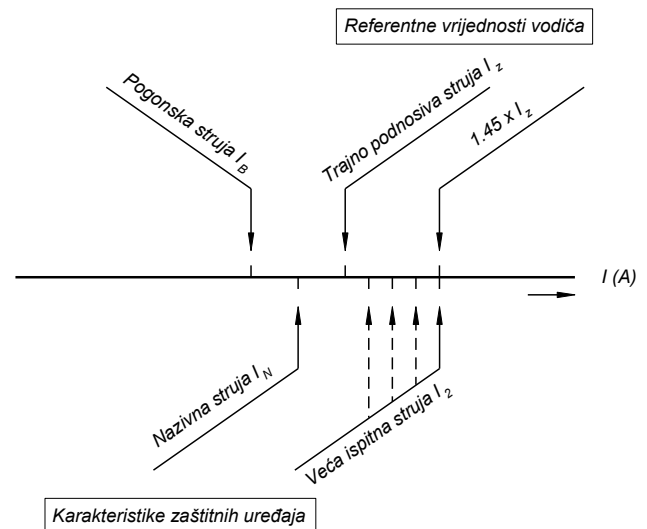 Referentne vrijednosti vodiča
Pogonska struja I_B
Trajno podnosiva struja I_z
1.45 x I_z
I (A)
Nazivna struja I_N
Veća ispitna struja I_2
Karakteristike zaštitnih uređaja